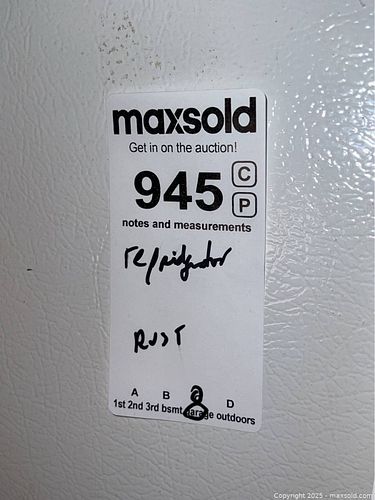 maxsold
Get in on the auction!
945 C
P
notes and measurements
refridgerator
RUST
A B D
1st 2nd 3rd bsmt garage outdoors
Copyright 2025 - maxsold.com